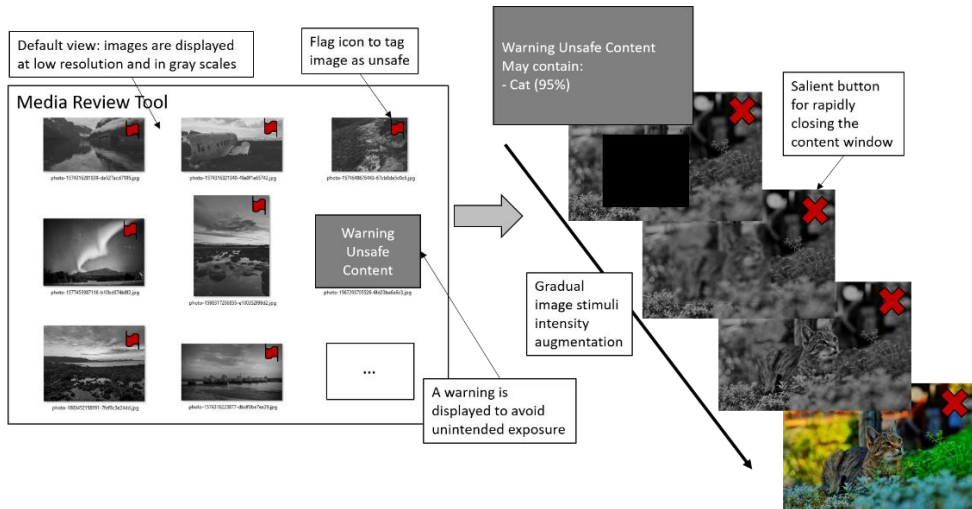 Default view: images are displayed
at low resolution and in gray scales
Flag icon to tag
image as unsafe
Media Review Tool
Warning
Unsafe
Content
...
A warning is
displayed to avoid
unintended exposure
Warning Unsafe Content
May contain:
- Cat (95%)
Salient button
for rapidly
closing the
content window
Gradual
image stimuli
intensity
augmentation